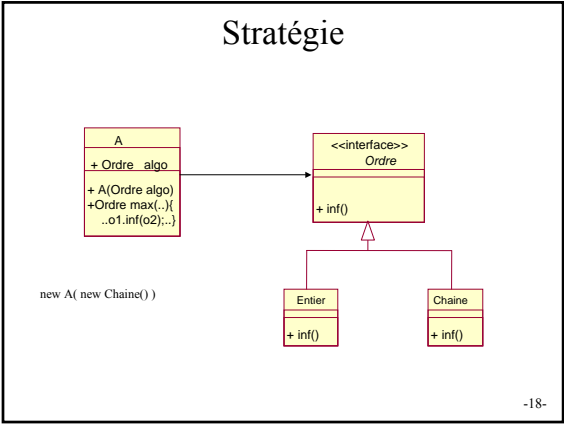 Stratégie
A
+ Ordre algo
+ A(Ordre algo)
+Ordre max(..){
..o1.inf(o2);..}
<<interface>>
Ordre
+ inf()
new A( new Chaine() )
Entier
+ inf()
Chaine
+ inf()
-18-